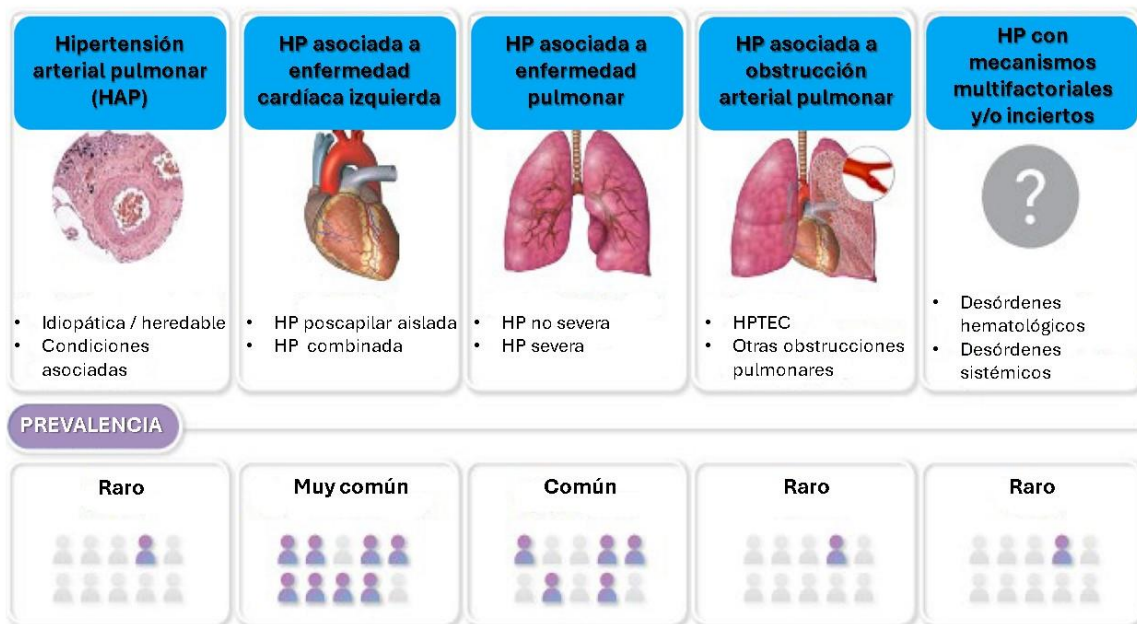 Hipertensión
arterial pulmonar
(HAP)
HP asociada a
enfermedad
cardíaca izquierda
HP asociada a
enfermedad
pulmonar
HP asociada a
obstrucción
arterial pulmonar
HP con
mecanismos
multifactoriales
y/o inciertos
?
• Idiopática / heredable
• Condiciones
asociadas
• HP poscapilar aislada
• HP combinada
• HP no severa
• HP severa
• HPTEC
• Otras obstrucciones
pulmonares
• Desórdenes
hematológicos
• Desórdenes
sistémicos
PREVALENCIA
Raro
Muy común
Común
Raro
Raro